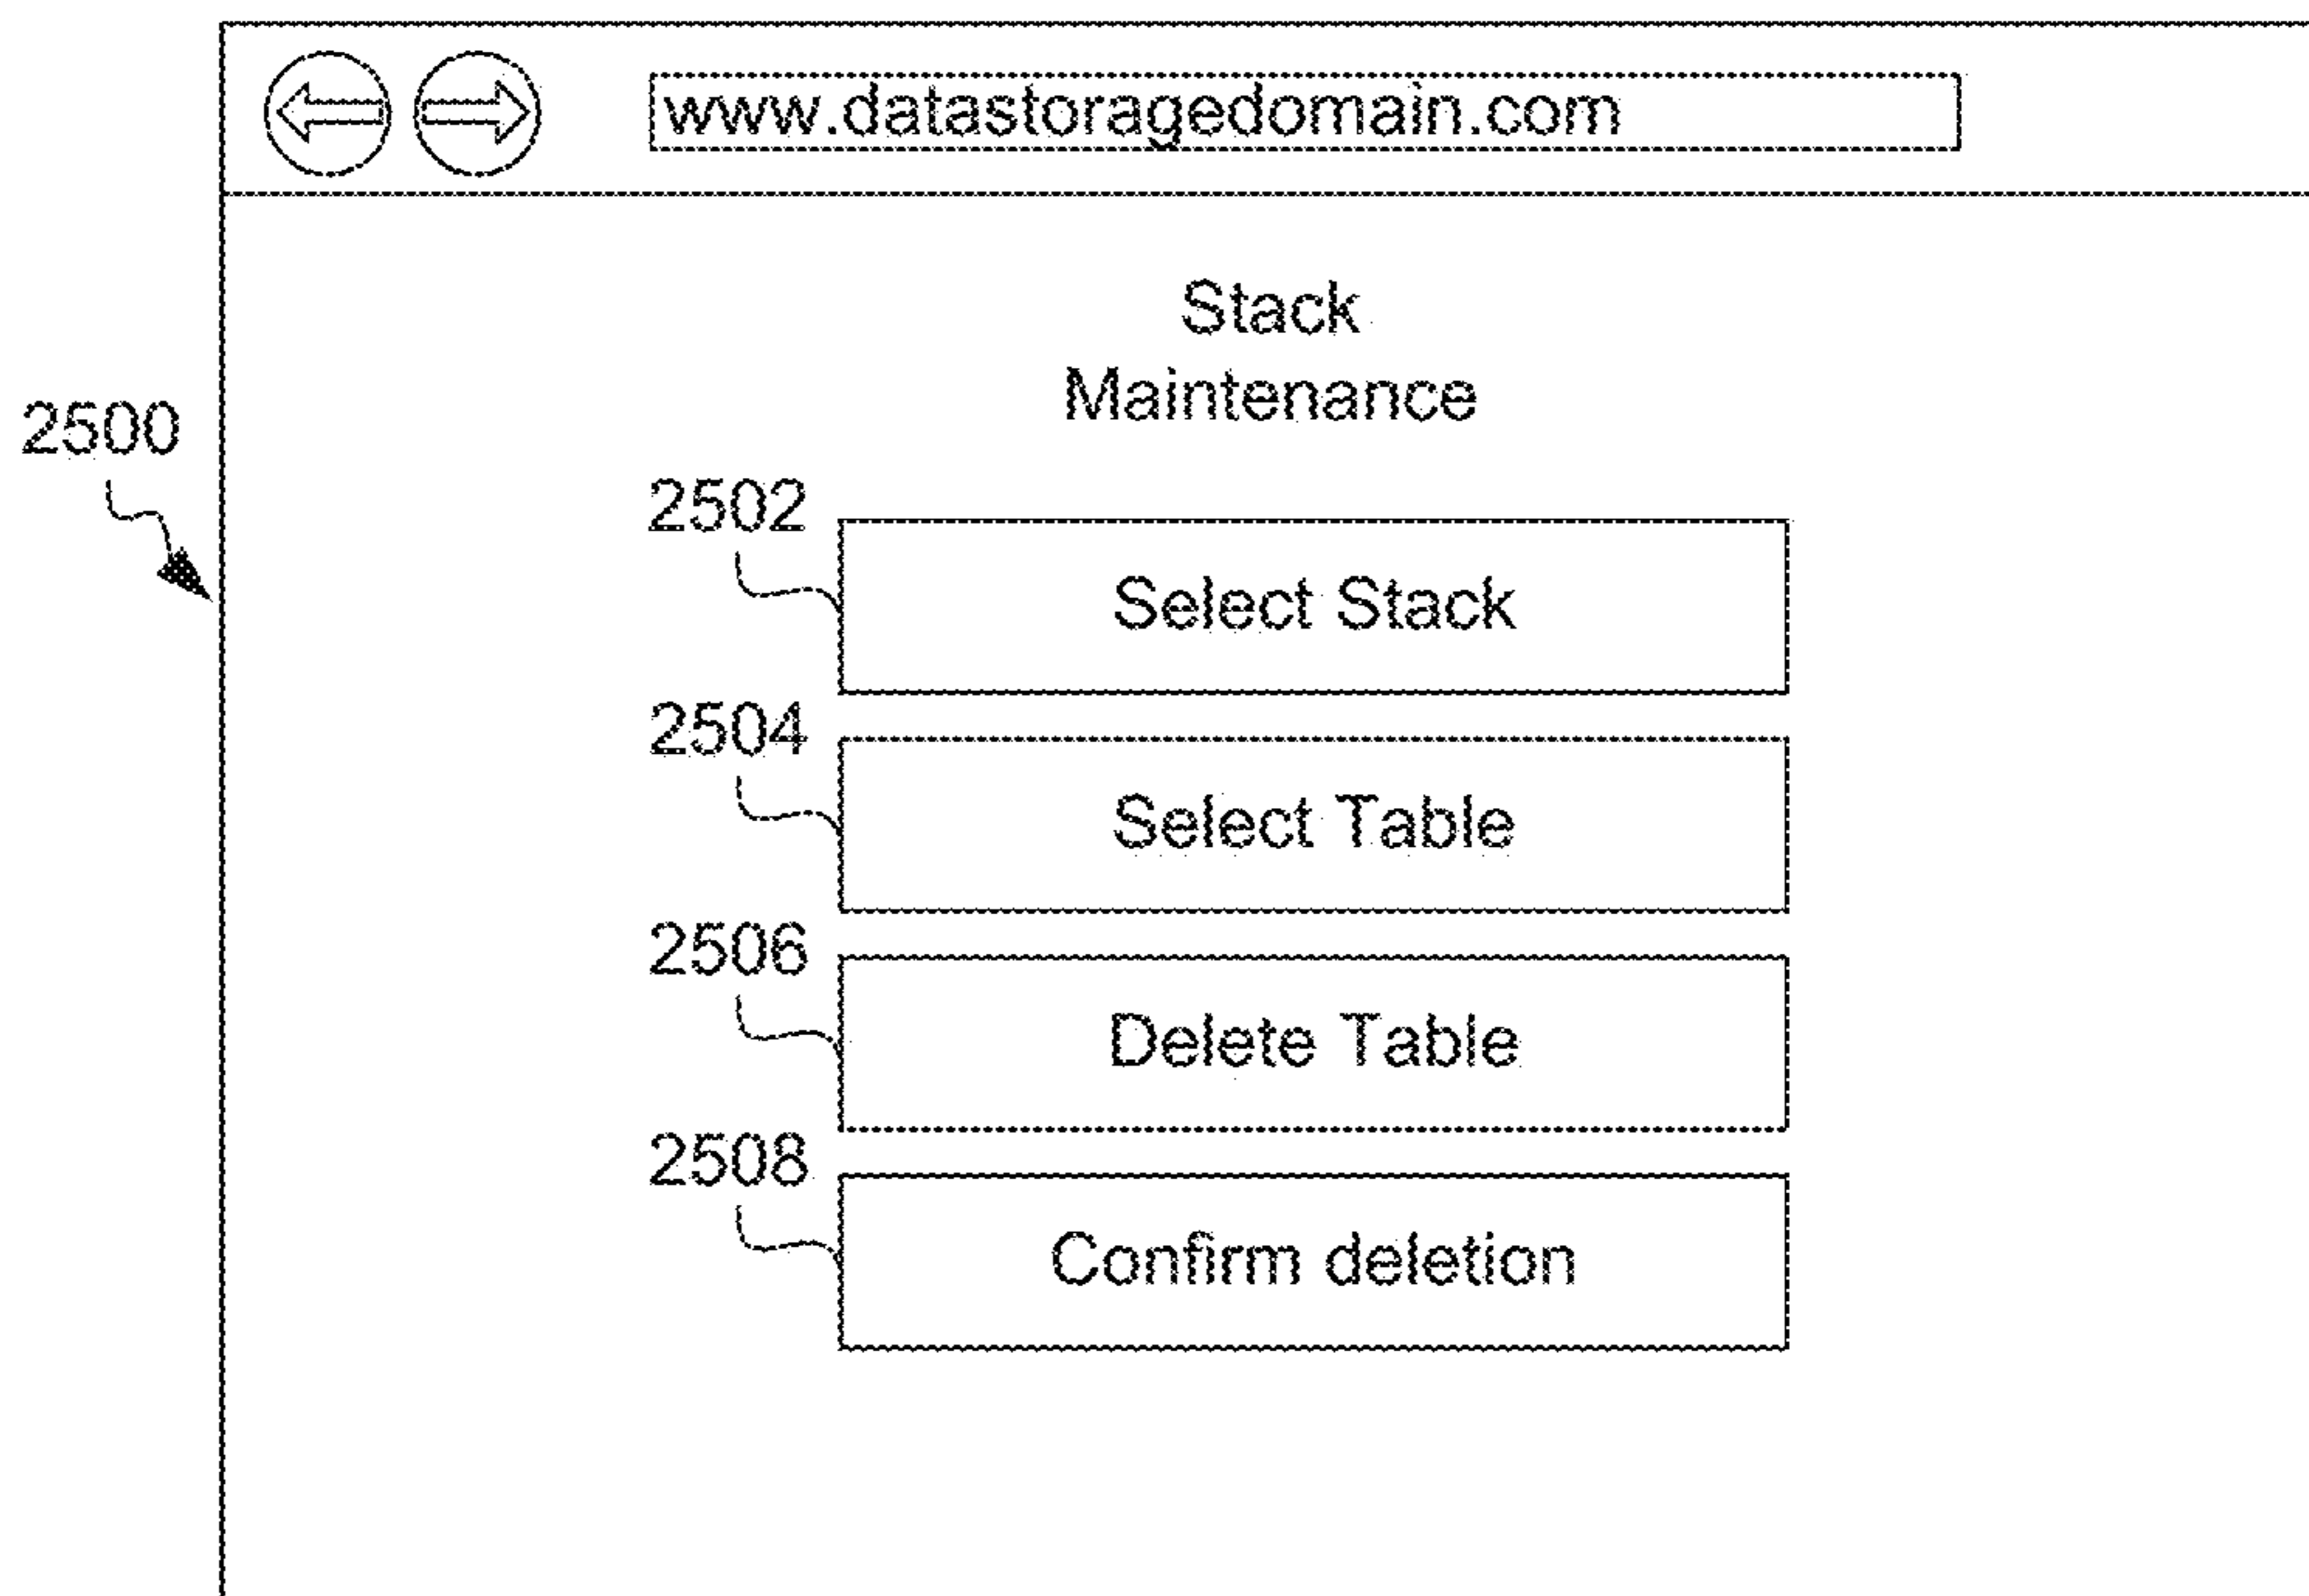 www.datastoragedomain.com
Stack
Maintenance
2500
2502
Select Stack
2504
Select Table
2506
Delete Table
2508
Confirm deletion